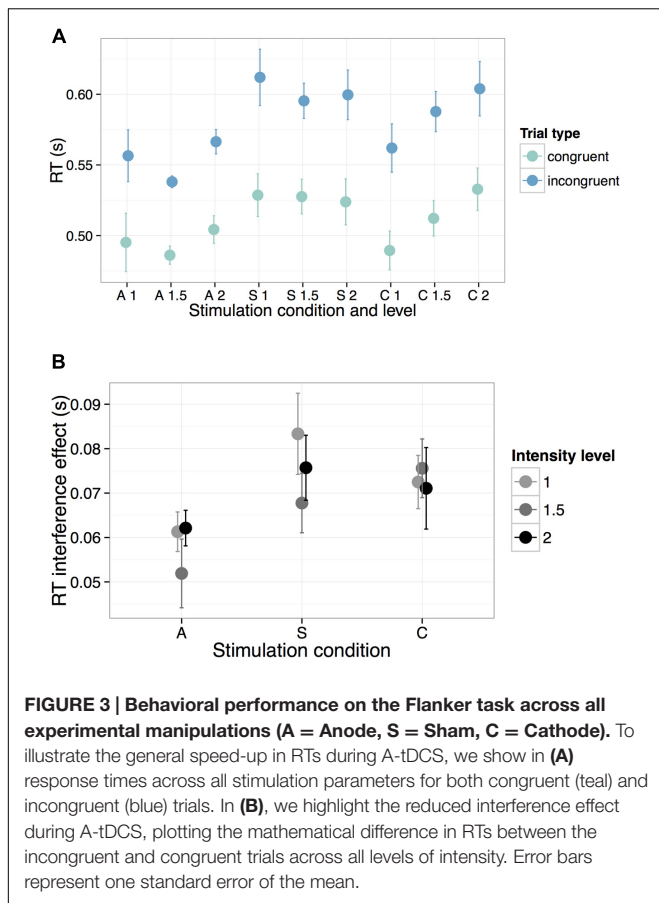 A
0.60
0.55
0.50
RT (s)
A 1 A 1.5 A 2 S 1 S 1.5 S 2 C 1 C 1.5 C 2
Stimulation condition and level
Trial type
congruent
incongruent
B
0.09
0.08
0.07
0.06
0.05
RT interference effect (s)
A S C
Stimulation condition
Intensity level
1
1.5
2
FIGURE 3 | Behavioral performance on the Flanker task across all
experimental manipulations (A = Anode, S = Sham, C = Cathode). To
illustrate the general speed-up in RTs during A-tDCS, we show in (A)
response times across all stimulation parameters for both congruent (teal) and
incongruent (blue) trials. In (B), we highlight the reduced interference effect
during A-tDCS, plotting the mathematical difference in RTs between the
incongruent and congruent trials across all levels of intensity. Error bars
represent one standard error of the mean.